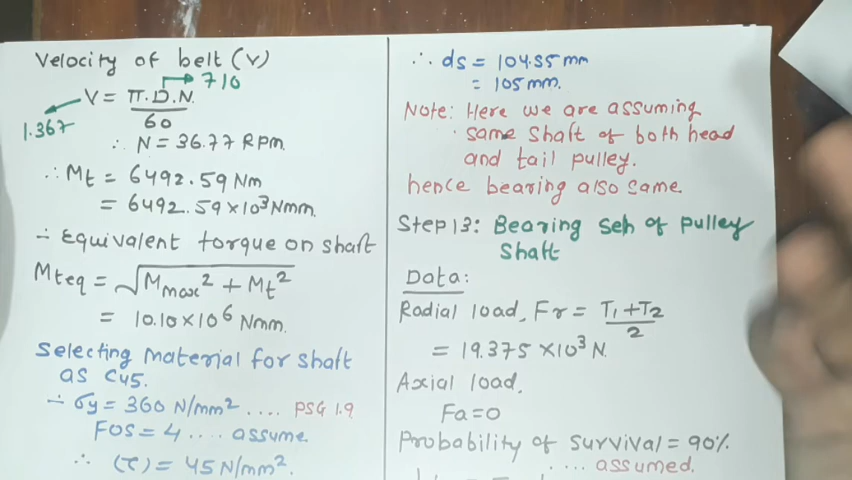 Velocity of belt (V)
710
V = π.D.N. / 60
1.367
∴ N = 36.77 RPM
∴ Mt = 6492.59 Nm
= 6492.59×10³ Nmm.
∴ Equivalent torque on shaft
Mteq = √(Mmax² + Mt²)
= 10.10×10⁶ Nmm.
Selecting material for shaft
as C45.
∴ σy = 360 N/mm² .... PSG 1.9
FOS = 4 .... assume
∴ (τ) = 45 N/mm².
∴ ds = 104.85 mm
= 105 mm.
Note: Here we are assuming
same shaft of both head
and tail pulley.
hence bearing also same.
Step 13: Bearing seln of pulley
shaft
Data:
Radial load, Fr = T1+T2 / 2
= 19.375 ×10³ N.
Axial load,
Fa = 0
Probability of survival = 90%
.... assumed.